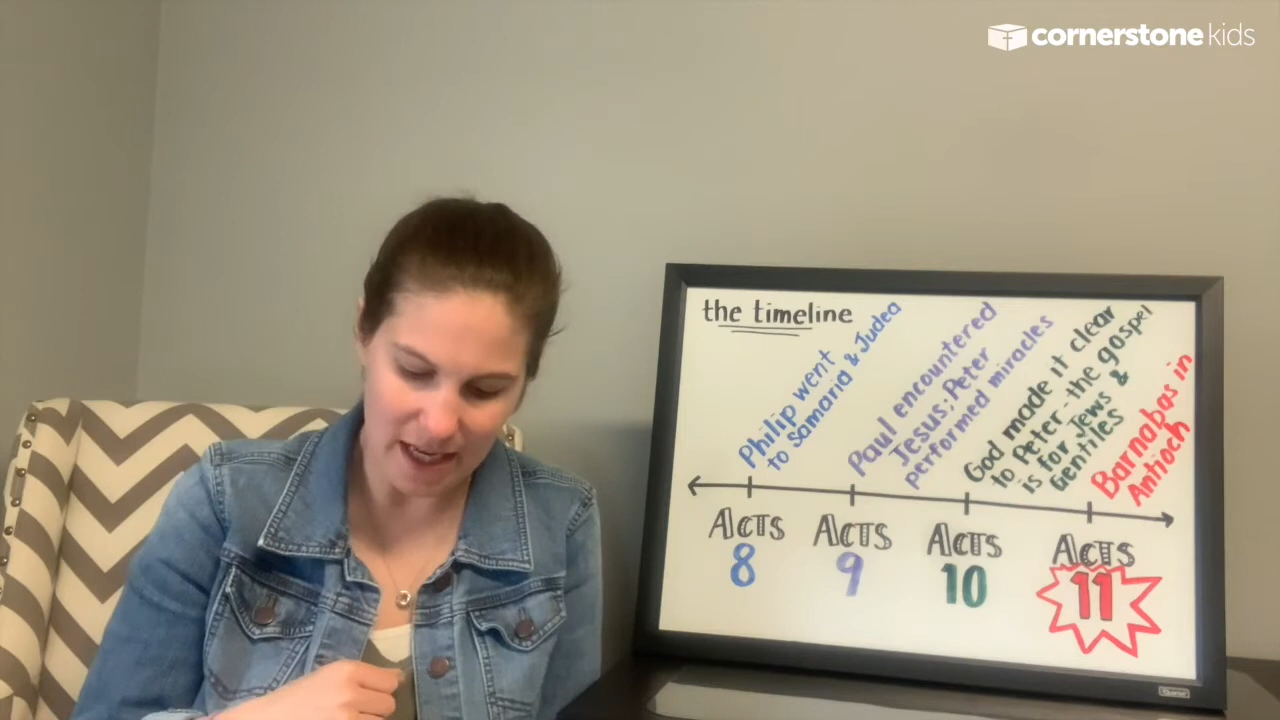 cornerstone kids
the timeline
Philip went
to Samaria & Judea
Paul encountered
Jesus; Peter
performed miracles
God made it clear
to Peter - the gospel
is for Jews &
Gentiles
Barnabas in
Antioch
ACTS
8
ACTS
9
ACTS
10
ACTS
11
Quartet